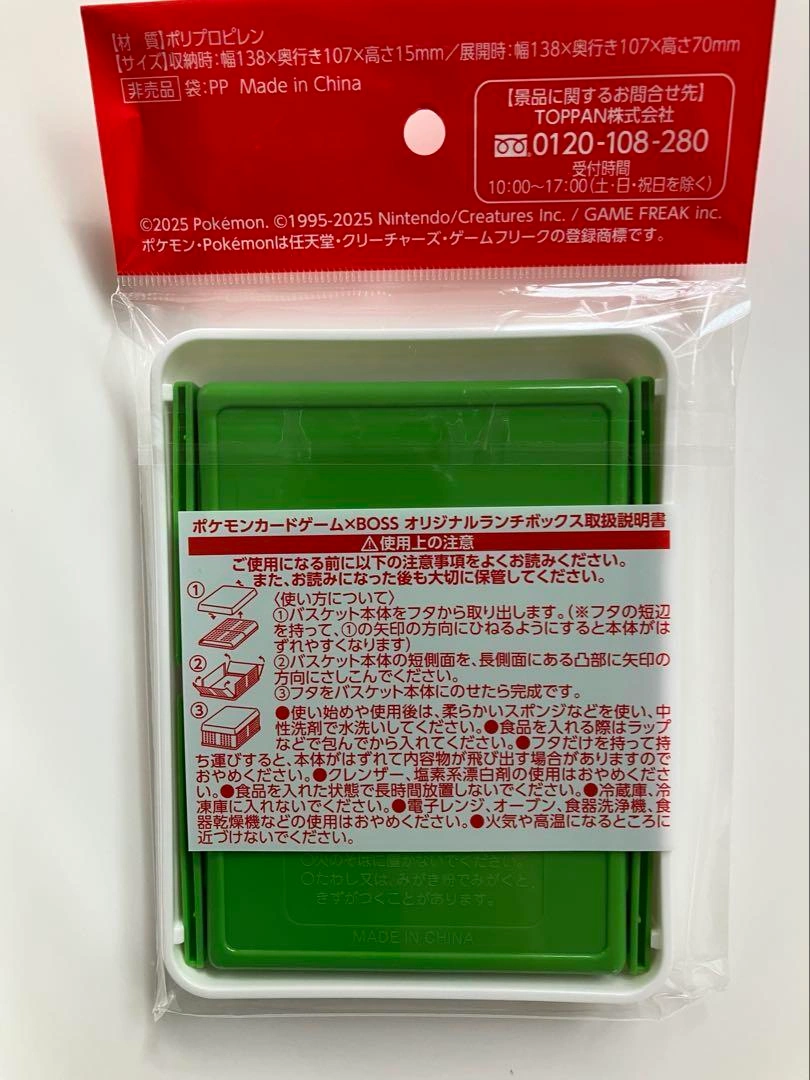 【材　質】ポリプロピレン
【サイズ】収納時：幅138×奥行き107×高さ15mm／展開時：幅138×奥行き107×高さ70mm
非売品 袋：PP Made in China
【景品に関するお問合せ先】
TOPPAN株式会社
0120-108-280
受付時間
10：00～17：00（土・日・祝日を除く）
©2025 Pokémon. ©1995-2025 Nintendo/Creatures Inc. / GAME FREAK inc.
ポケモン・Pokémonは任天堂・クリーチャーズ・ゲームフリークの登録商標です。
ポケモンカードゲーム×BOSS オリジナルランチボックス取扱説明書
⚠使用上の注意
ご使用になる前に以下の注意事項をよくお読みください。
また、お読みになった後も大切に保管してください。
①
〈使い方について〉
①バスケット本体をフタから取り出します。（※フタの短辺
を持って、①の矢印の方向にひねるようにすると本体がは
ずれやすくなります）
②
②バスケット本体の短側面を、長側面にある凸部に矢印の
方向にさしこんでください。
③フタをバスケット本体にのせたら完成です。
③
●使い始めや使用後は、柔らかいスポンジなどを使い、中
性洗剤で水洗いしてください。●食品を入れる際はラップ
などで包んでから入れてください。●フタだけを持って持
ち運びすると、本体がはずれて内容物が飛び出す場合がありますので
おやめください。●クレンザー、塩素系漂白剤の使用はおやめくださ
い。●食品を入れた状態で長時間放置しないでください。●冷蔵庫、冷
凍庫に入れないでください。●電子レンジ、オーブン、食器洗浄機、食
器乾燥機などの使用はおやめください。●火気や高温になるところに
近づけないでください。
○火のそばに置かないでください。
○たわし又は、みがき粉でみがくと、
きずがつくことがあります。
MADE IN CHINA